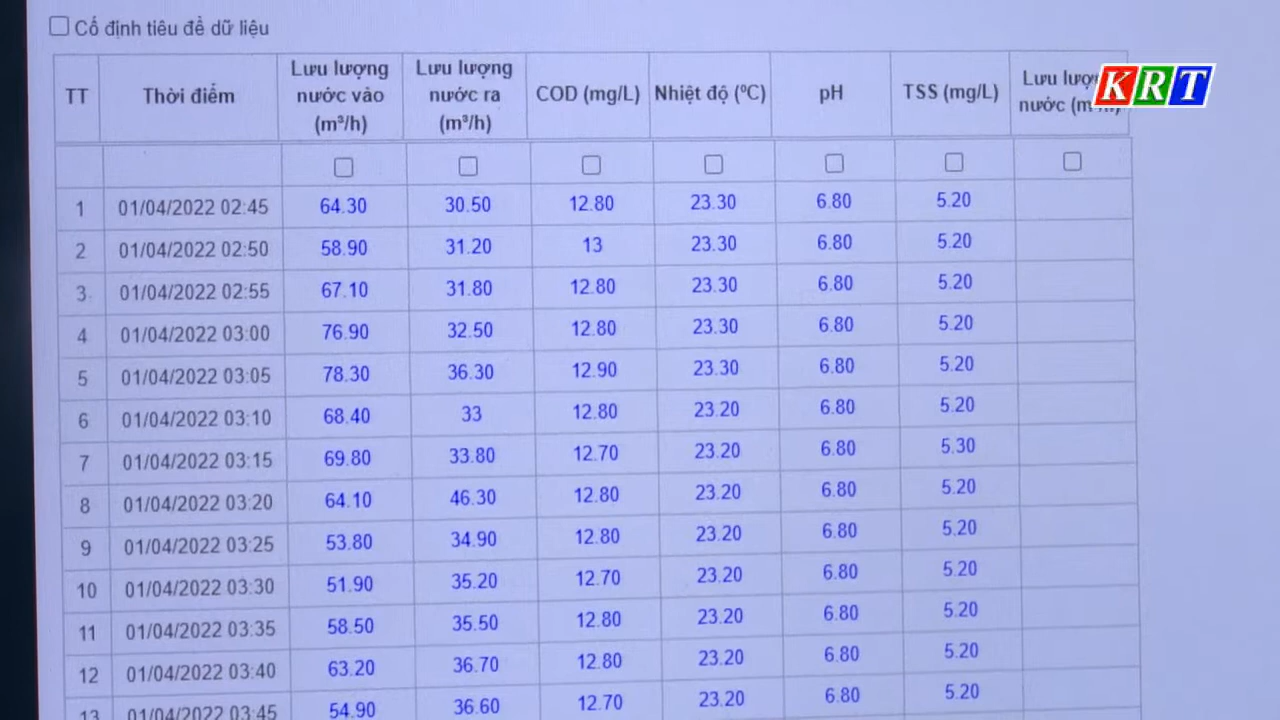 Cố định tiêu đề dữ liệu
KRT
TT Thời điểm Lưu lượng nước vào (m³/h) Lưu lượng nước ra (m³/h) COD (mg/L) Nhiệt độ (ºC) pH TSS (mg/L) Lưu nước
1 01/04/2022 02:45 64.30 30.50 12.80 23.30 6.80 5.20
2 01/04/2022 02:50 58.90 31.20 13 23.30 6.80 5.20
3 01/04/2022 02:55 67.10 31.80 12.80 23.30 6.80 5.20
4 01/04/2022 03:00 76.90 32.50 12.80 23.30 6.80 5.20
5 01/04/2022 03:05 78.30 36.30 12.90 23.30 6.80 5.20
6 01/04/2022 03:10 68.40 33 12.80 23.20 6.80 5.20
7 01/04/2022 03:15 69.80 33.80 12.70 23.20 6.80 5.30
8 01/04/2022 03:20 64.10 46.30 12.80 23.20 6.80 5.20
9 01/04/2022 03:25 53.80 34.90 12.80 23.20 6.80 5.20
10 01/04/2022 03:30 51.90 35.20 12.70 23.20 6.80 5.20
11 01/04/2022 03:35 58.50 35.50 12.80 23.20 6.80 5.20
12 01/04/2022 03:40 63.20 36.70 12.80 23.20 6.80 5.20
13 01/04/2022 03:45 54.90 36.60 12.70 23.20 6.80 5.20